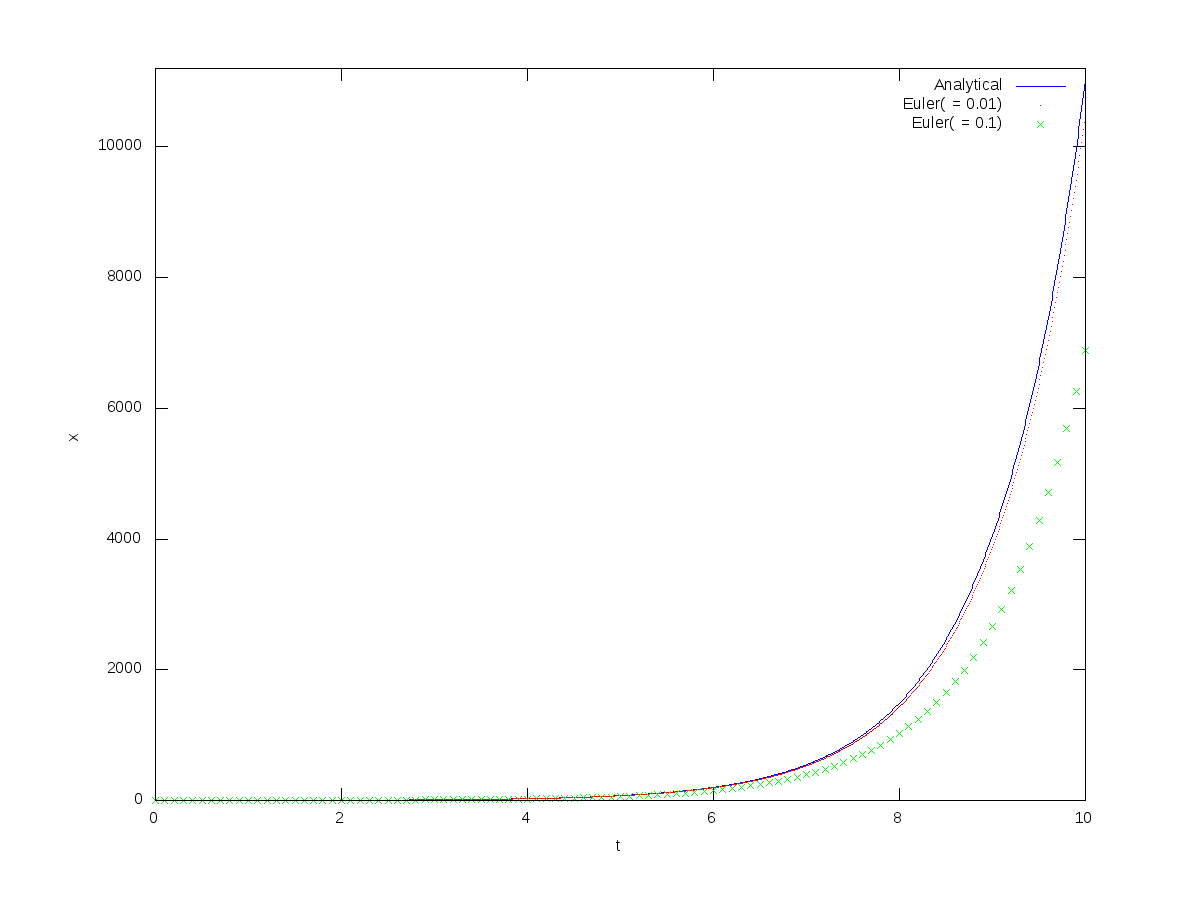 Analytical
Euler( = 0.01)
Euler( = 0.1)
10000
8000
6000
x
4000
2000
0
0 2 4 6 8 10
t